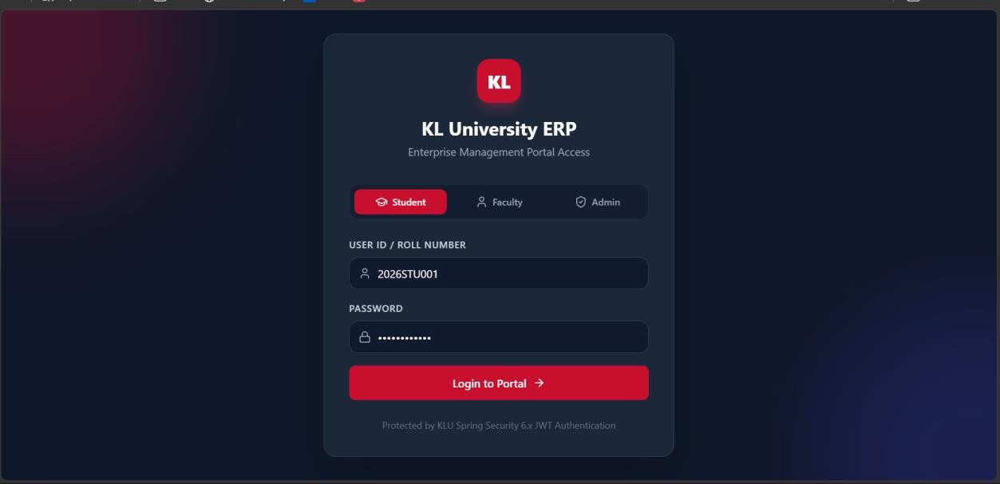 KL
KL University ERP
Enterprise Management Portal Access
Student Faculty Admin
USER ID / ROLL NUMBER
2026STU001
PASSWORD
••••••••••••
Login to Portal →
Protected by KLU Spring Security 6.x JWT Authentication